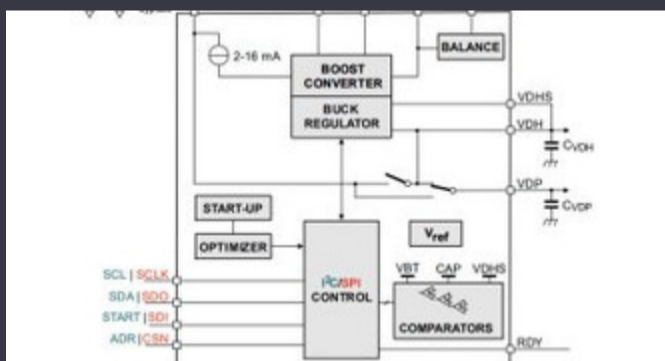 2-16 mA
BALANCE
BOOST
CONVERTER
BUCK
REGULATOR
VDHS
VDH
CVDH
VDP
CVDP
START-UP
OPTIMIZER
Vref
SCL | SCLK
SDA | SDO
START | SDI
ADR | CSN
I²C/SPI
CONTROL
VBT CAP VDHS
COMPARATORS
RDY